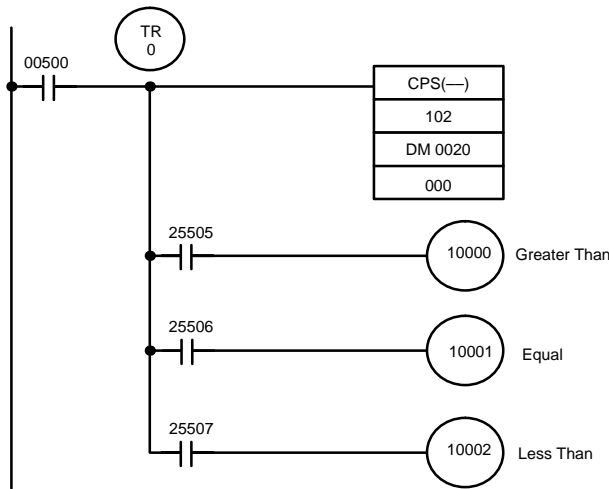 TR
0
00500
CPS(––)
102
DM 0020
000
25505
10000 Greater Than
25506
10001 Equal
25507
10002 Less Than